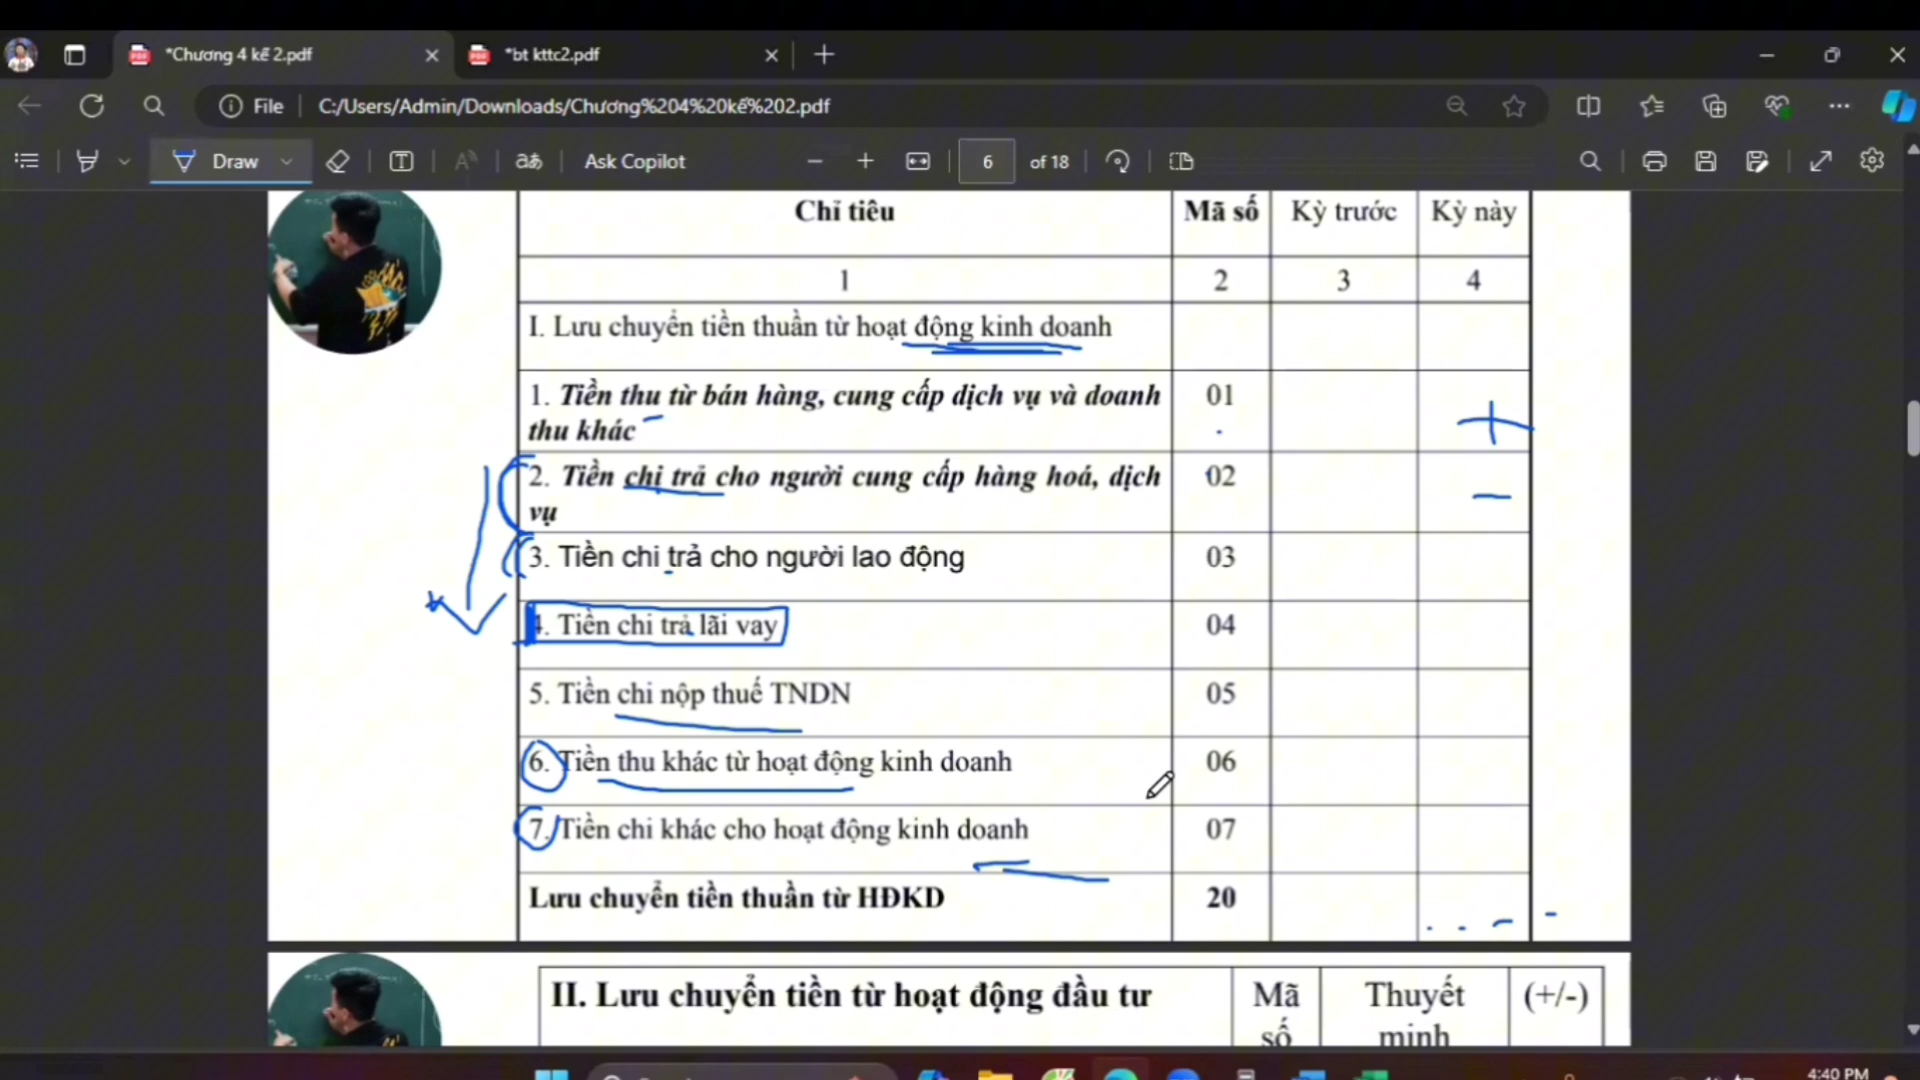 *Chương 4 kế 2.pdf
*bt kttc2.pdf
File
C:/Users/Admin/Downloads/Chương%204%20kế%202.pdf
Draw
Ask Copilot
6 of 18
Chỉ tiêu
Mã số
Kỳ trước
Kỳ này
1
2
3
4
I. Lưu chuyển tiền thuần từ hoạt động kinh doanh
1. Tiền thu từ bán hàng, cung cấp dịch vụ và doanh
thu khác
01
+
2. Tiền chi trả cho người cung cấp hàng hoá, dịch
vụ
02
-
3. Tiền chi trả cho người lao động
03
4. Tiền chi trả lãi vay
04
5. Tiền chi nộp thuế TNDN
05
6. Tiền thu khác từ hoạt động kinh doanh
06
7. Tiền chi khác cho hoạt động kinh doanh
07
Lưu chuyển tiền thuần từ HĐKD
20
II. Lưu chuyển tiền từ hoạt động đầu tư
Mã
số
Thuyết
minh
(+/-)
4:40 PM